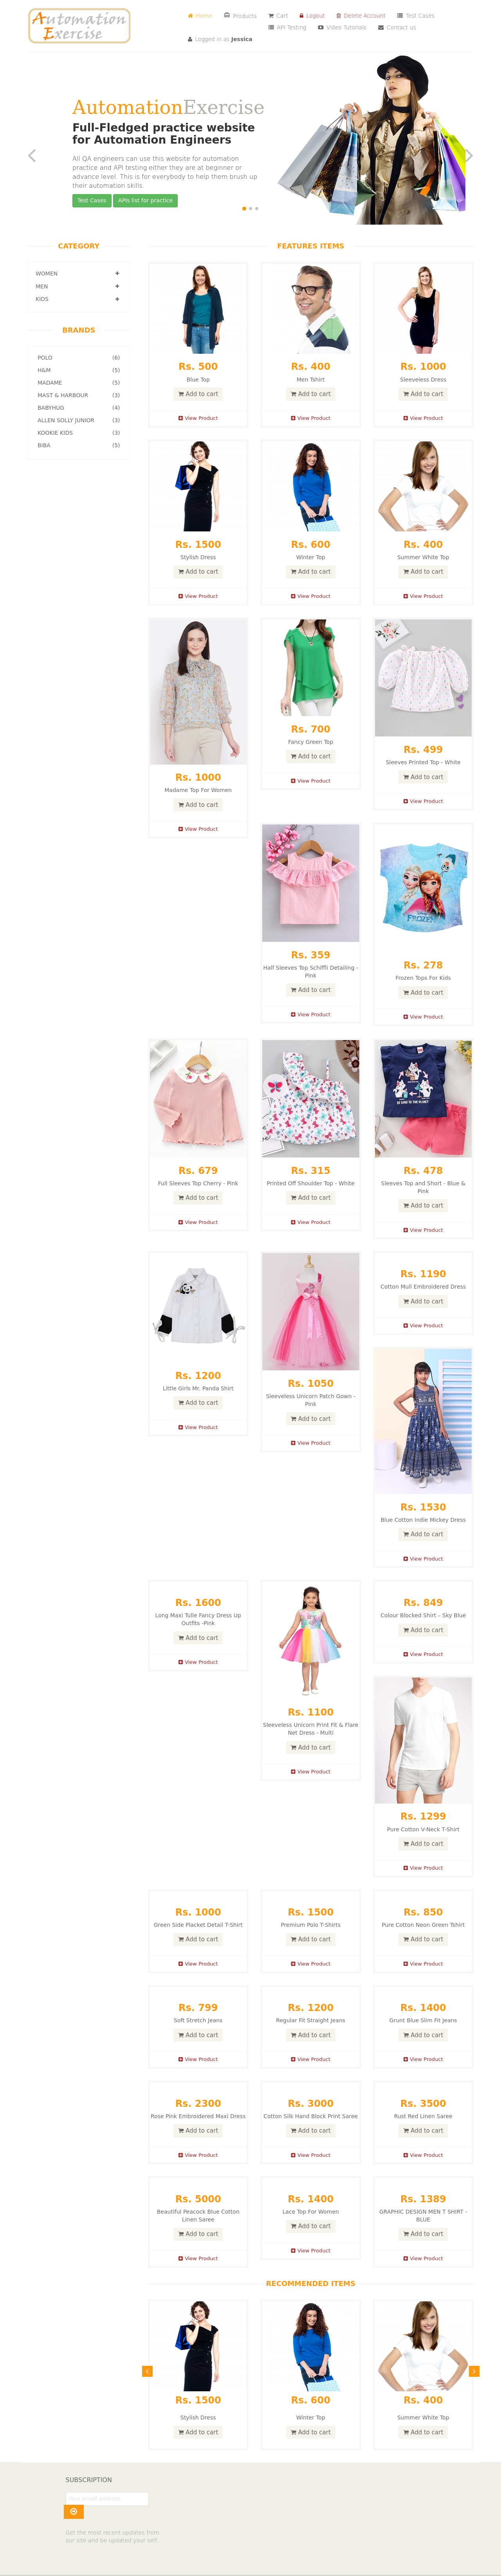 Automation
Exercise
Home
Products
Cart
Logout
Delete Account
Test Cases
API Testing
Video Tutorials
Contact us
Logged in as Jessica
AutomationExercise
Full-Fledged practice website
for Automation Engineers
All QA engineers can use this website for automation
practice and API testing either they are at beginner or
advance level. This is for everybody to help them brush up
their automation skills.
Test Cases
APIs list for practice
CATEGORY
WOMEN
MEN
KIDS
BRANDS
POLO (6)
H&M (5)
MADAME (5)
MAST & HARBOUR (3)
BABYHUG (4)
ALLEN SOLLY JUNIOR (3)
KOOKIE KIDS (3)
BIBA (5)
FEATURES ITEMS
Rs. 500
Blue Top
Add to cart
View Product
Rs. 400
Men Tshirt
Add to cart
View Product
Rs. 1000
Sleeveless Dress
Add to cart
View Product
Rs. 1500
Stylish Dress
Add to cart
View Product
Rs. 600
Winter Top
Add to cart
View Product
Rs. 400
Summer White Top
Add to cart
View Product
Rs. 1000
Madame Top For Women
Add to cart
View Product
Rs. 700
Fancy Green Top
Add to cart
View Product
Rs. 499
Sleeves Printed Top - White
Add to cart
View Product
Rs. 359
Half Sleeves Top Schiffli Detailing -
Pink
Add to cart
View Product
FROZEN
Rs. 278
Frozen Tops For Kids
Add to cart
View Product
Rs. 679
Full Sleeves Top Cherry - Pink
Add to cart
View Product
Rs. 315
Printed Off Shoulder Top - White
Add to cart
View Product
Rs. 478
Sleeves Top and Short - Blue &
Pink
Add to cart
View Product
Rs. 1200
Little Girls Mr. Panda Shirt
Add to cart
View Product
Rs. 1050
Sleeveless Unicorn Patch Gown -
Pink
Add to cart
View Product
Rs. 1190
Cotton Mull Embroidered Dress
Add to cart
View Product
Rs. 1530
Blue Cotton Indie Mickey Dress
Add to cart
View Product
Rs. 1600
Long Maxi Tulle Fancy Dress Up
Outfits -Pink
Add to cart
View Product
Rs. 1100
Sleeveless Unicorn Print Fit & Flare
Net Dress - Multi
Add to cart
View Product
Rs. 849
Colour Blocked Shirt – Sky Blue
Add to cart
View Product
Rs. 1299
Pure Cotton V-Neck T-Shirt
Add to cart
View Product
Rs. 1000
Green Side Placket Detail T-Shirt
Add to cart
View Product
Rs. 1500
Premium Polo T-Shirts
Add to cart
View Product
Rs. 850
Pure Cotton Neon Green Tshirt
Add to cart
View Product
Rs. 799
Soft Stretch Jeans
Add to cart
View Product
Rs. 1200
Regular Fit Straight Jeans
Add to cart
View Product
Rs. 1400
Grunt Blue Slim Fit Jeans
Add to cart
View Product
Rs. 2300
Rose Pink Embroidered Maxi Dress
Add to cart
View Product
Rs. 3000
Cotton Silk Hand Block Print Saree
Add to cart
View Product
Rs. 3500
Rust Red Linen Saree
Add to cart
View Product
Rs. 5000
Beautiful Peacock Blue Cotton
Linen Saree
Add to cart
View Product
Rs. 1400
Lace Top For Women
Add to cart
View Product
Rs. 1389
GRAPHIC DESIGN MEN T SHIRT -
BLUE
Add to cart
View Product
RECOMMENDED ITEMS
Rs. 1500
Stylish Dress
Add to cart
Rs. 600
Winter Top
Add to cart
Rs. 400
Summer White Top
Add to cart
SUBSCRIPTION
Your email address
Get the most recent updates from
our site and be updated your self...